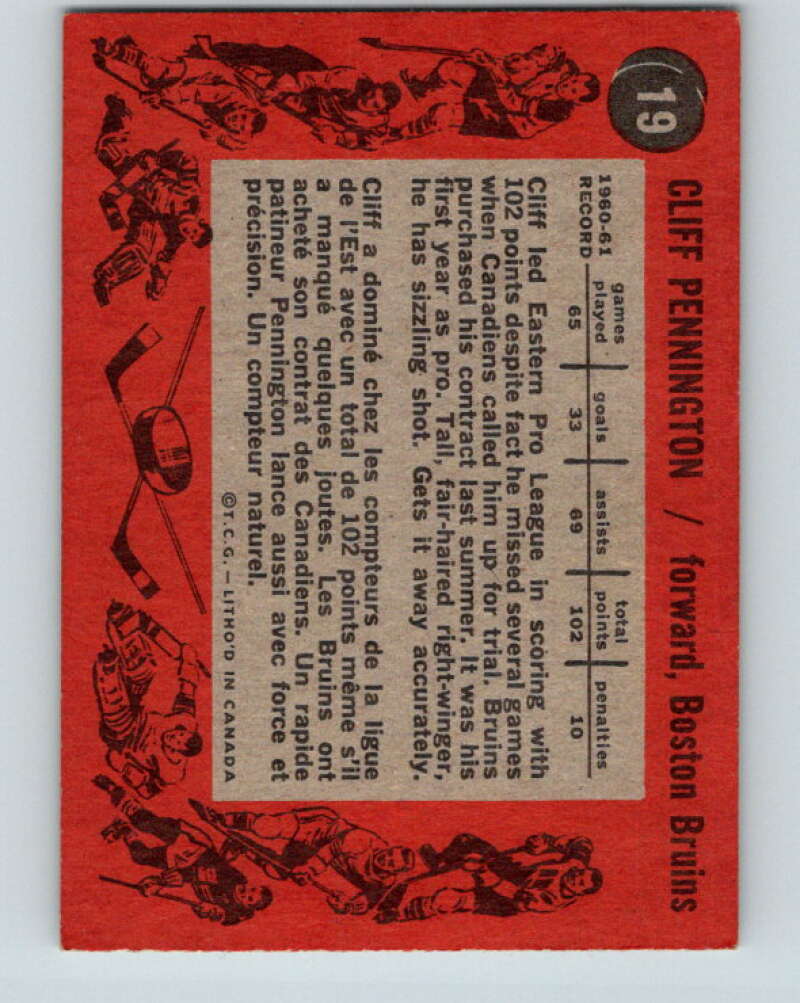 19
CLIFF PENNINGTON / forward, Boston Bruins
1960-61 RECORD
games played goals assists total points penalties
65 33 69 102 10
Cliff led Eastern Pro League in scoring with
102 points despite fact he missed several games
when Canadiens called him up for trial. Bruins
purchased his contract last summer. It was his
first year as pro. Tall, fair-haired right-winger,
he has sizzling shot. Gets it away accurately.
Cliff a dominé chez les compteurs de la ligue
de l'Est avec un total de 102 points même s'il
a manqué quelques joutes. Les Bruins ont
acheté son contrat des Canadiens. Un rapide
patineur Pennington lance aussi avec force et
précision. Un compteur naturel.
©T.C.G. — LITHO'D IN CANADA